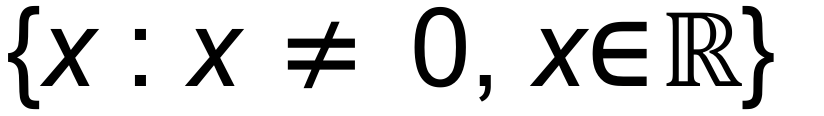 {x : x ≠ 0, x∈ℝ}